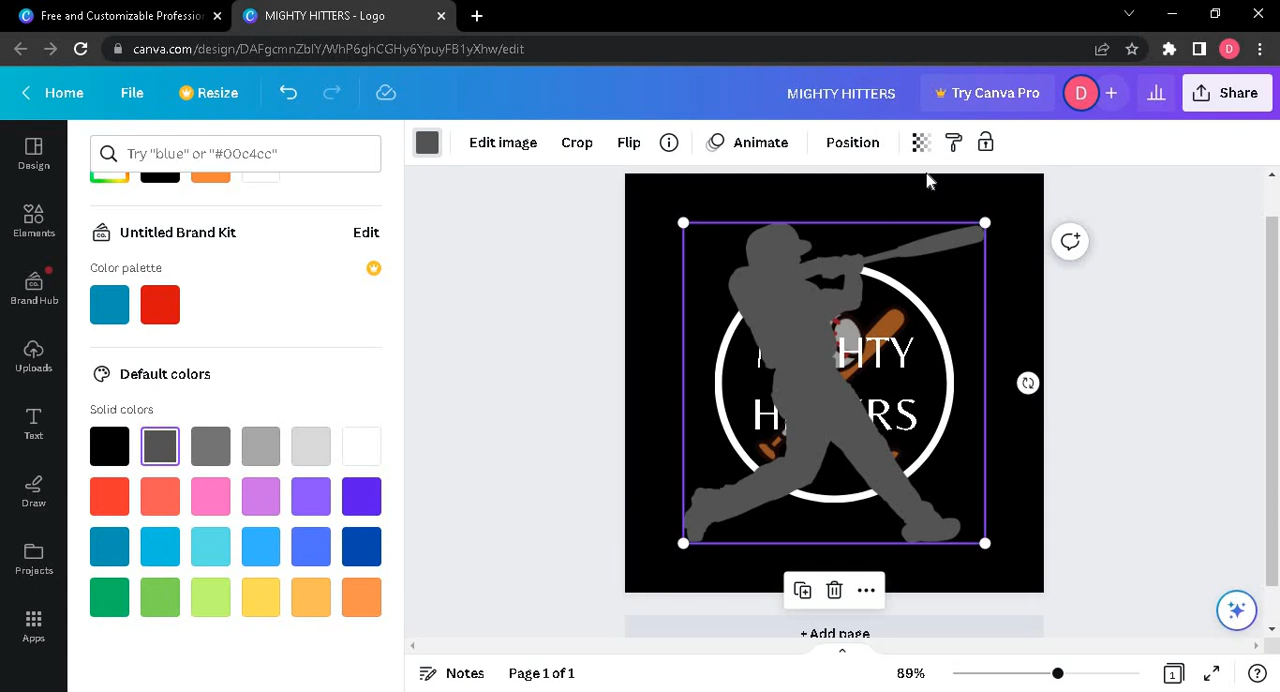 Free and Customizable Professio
MIGHTY HITTERS - Logo
canva.com/design/DAFgcmnZbIY/WhP6ghCGHy6YpuyFB1yXhw/edit
D
Home
File
Resize
MIGHTY HITTERS
Try Canva Pro
D
Share
Design
Elements
Brand Hub
Uploads
Text
Draw
Projects
Apps
Try "blue" or "#00c4cc"
Untitled Brand Kit
Edit
Color palette
Default colors
Solid colors
Edit image
Crop
Flip
Animate
Position
HTY
H
RS
+ Add page
Notes
Page 1 of 1
89%
1